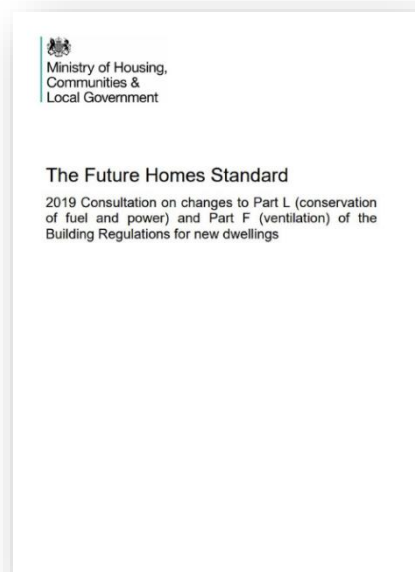 Ministry of Housing,
Communities &
Local Government
The Future Homes Standard
2019 Consultation on changes to Part L (conservation
of fuel and power) and Part F (ventilation) of the
Building Regulations for new dwellings